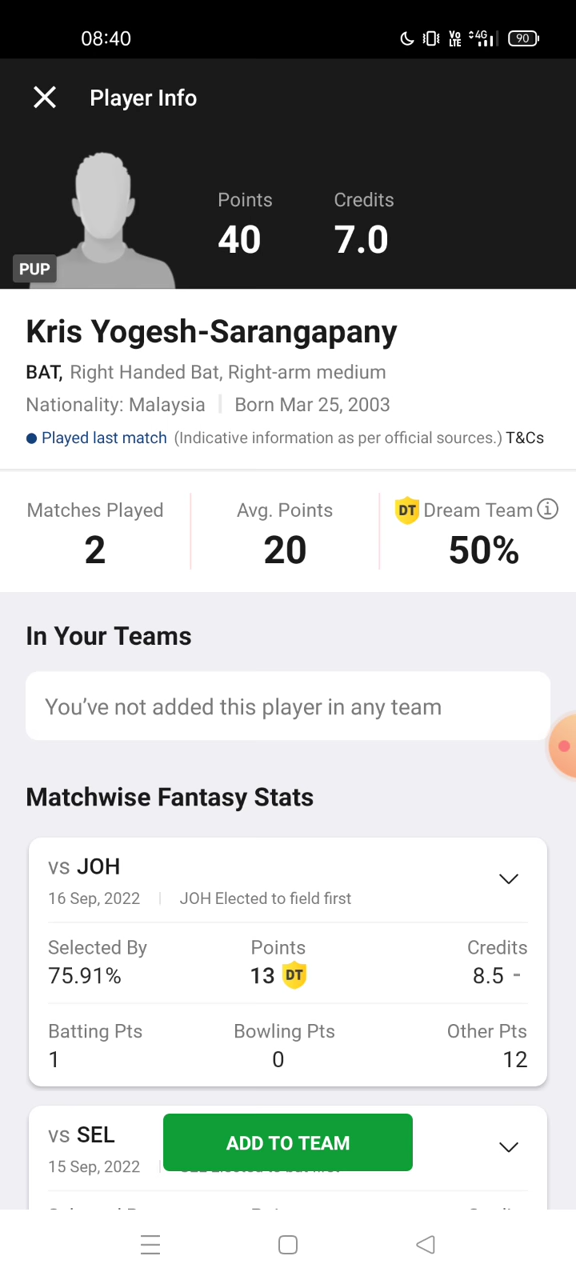 08:40
Vo LTE 4G 90
Player Info
Points Credits
40 7.0
PUP
Kris Yogesh-Sarangapany
BAT, Right Handed Bat, Right-arm medium
Nationality: Malaysia Born Mar 25, 2003
Played last match (Indicative information as per official sources.) T&Cs
Matches Played Avg. Points DT Dream Team i
2 20 50%
In Your Teams
You've not added this player in any team
Matchwise Fantasy Stats
vs JOH
16 Sep, 2022 JOH Elected to field first
Selected By Points Credits
75.91% 13 DT 8.5 -
Batting Pts Bowling Pts Other Pts
1 0 12
vs SEL
ADD TO TEAM
15 Sep, 2022